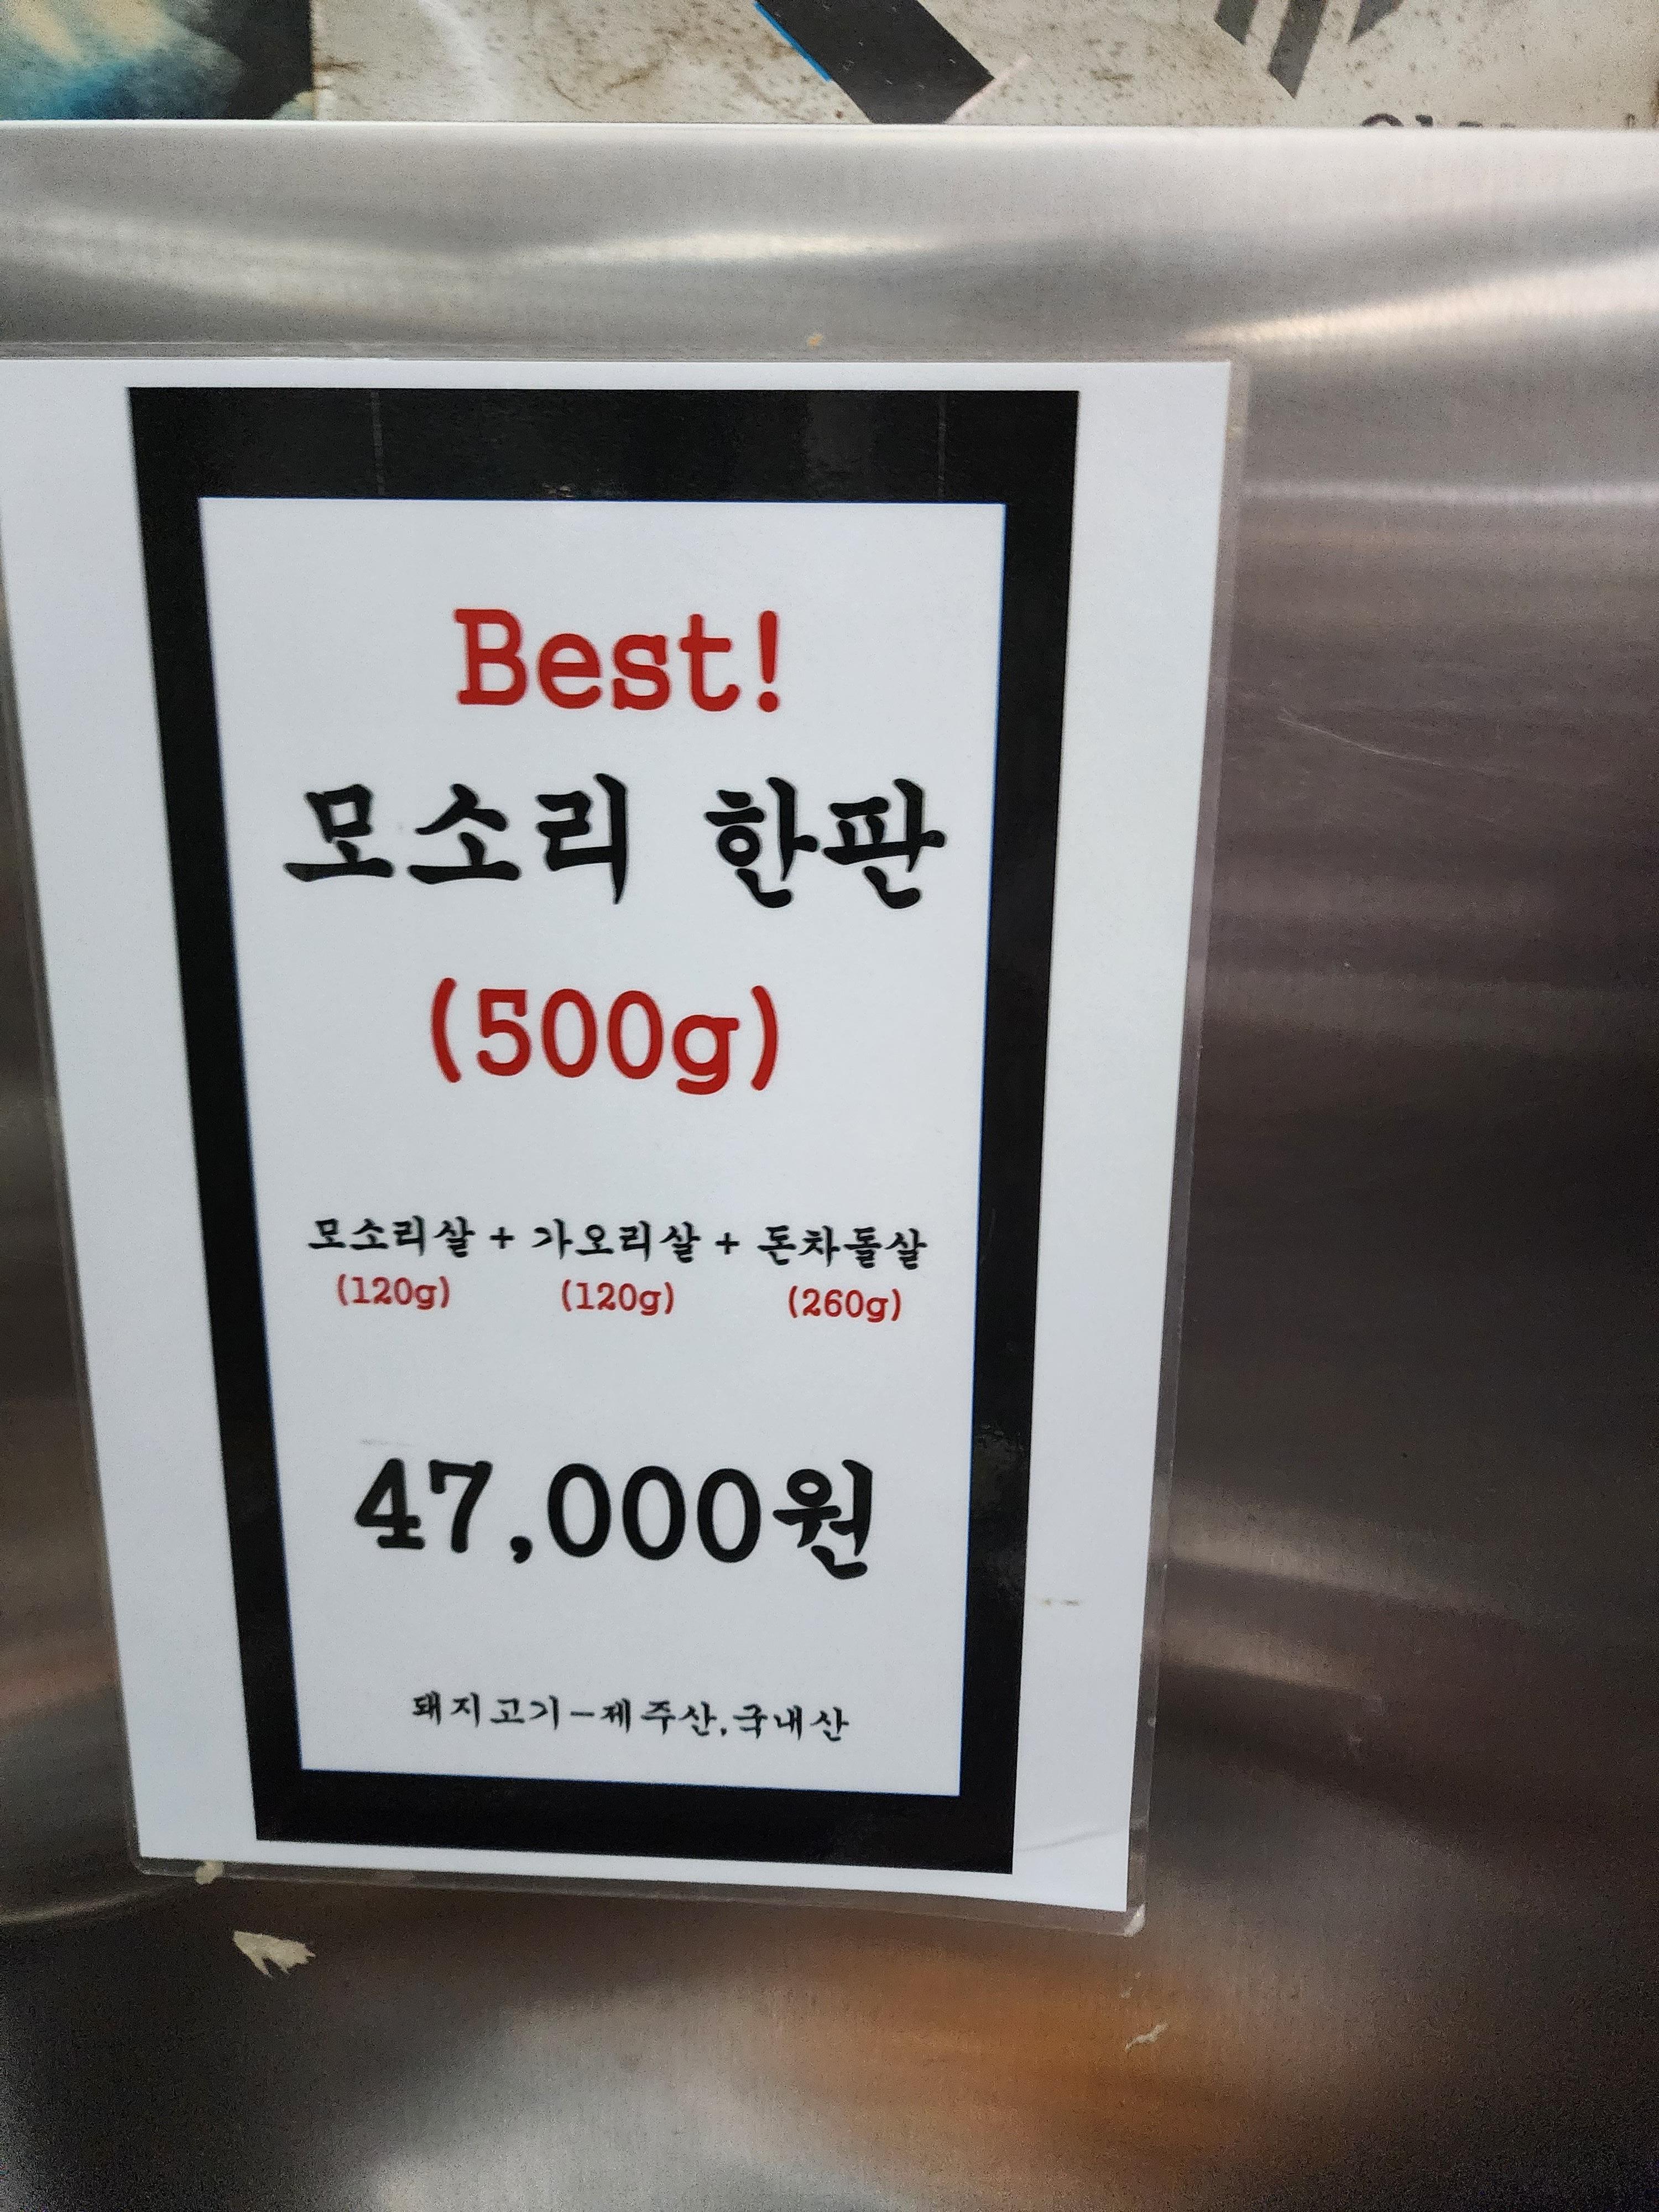 Best!
모소리 한판
(500g)
모소리살 + 가오리살 + 돈차돌살
(120g) (120g) (260g)
47,000원
돼지고기-제주산,국내산